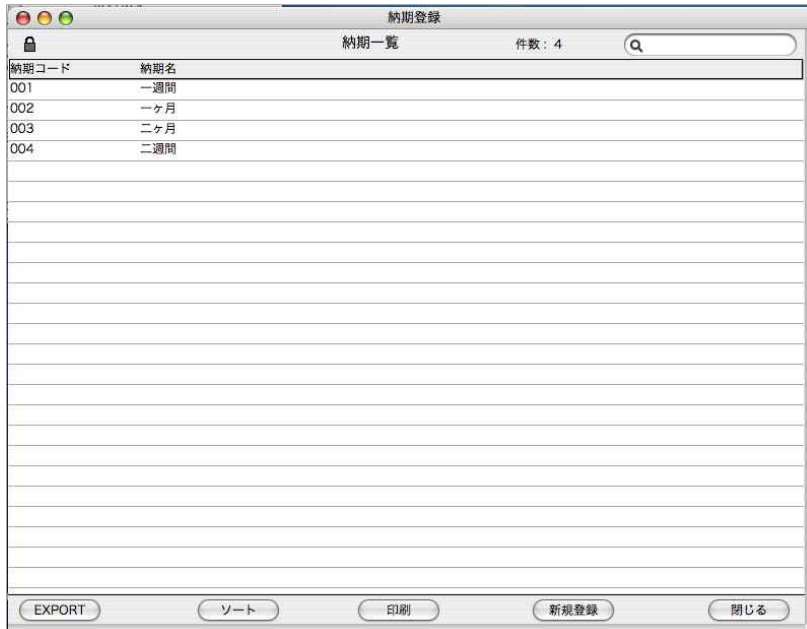 納期登録
納期一覧 件数: 4
納期コード 納期名
001 一週間
002 一ヶ月
003 二ヶ月
004 二週間
EXPORT ソート 印刷 新規登録 閉じる